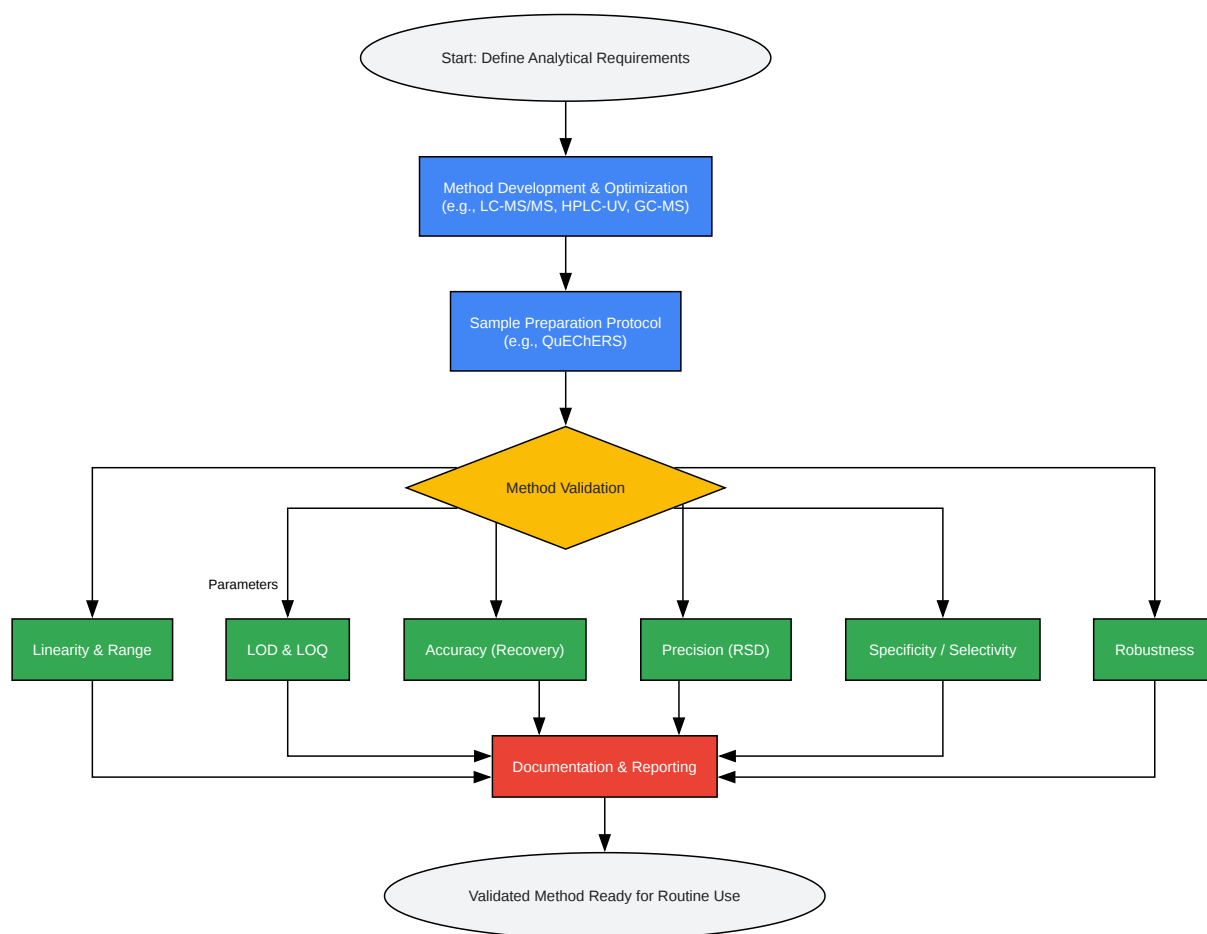 Start: Define Analytical Requirements
Method Development & Optimization
(e.g., LC-MS/MS, HPLC-UV, GC-MS)
Sample Preparation Protocol
(e.g., QuEChERS)
Method Validation
Parameters
Linearity & Range
LOD & LOQ
Accuracy (Recovery)
Precision (RSD)
Specificity / Selectivity
Robustness
Documentation & Reporting
Validated Method Ready for Routine Use